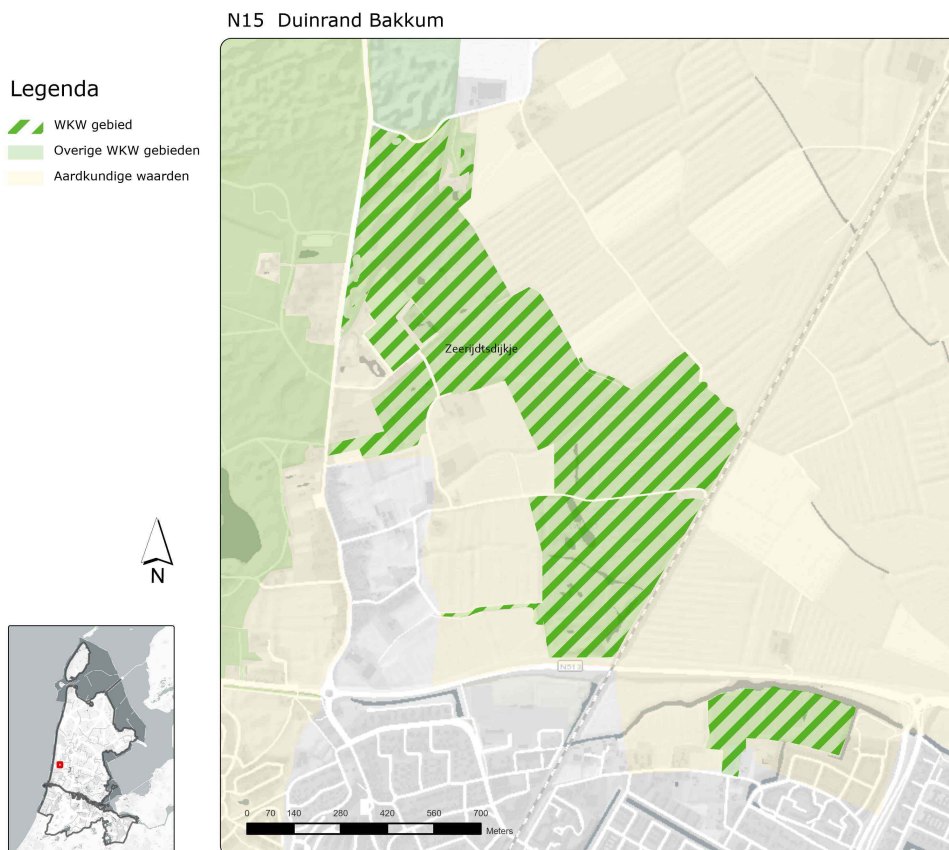 N15 Duinrand Bakkum
Legenda
WKW gebied
Overige WKW gebieden
Aardkundige waarden
Zeerijdtsdijkje
N
N513
0 70 140 280 420 560 700
Meters